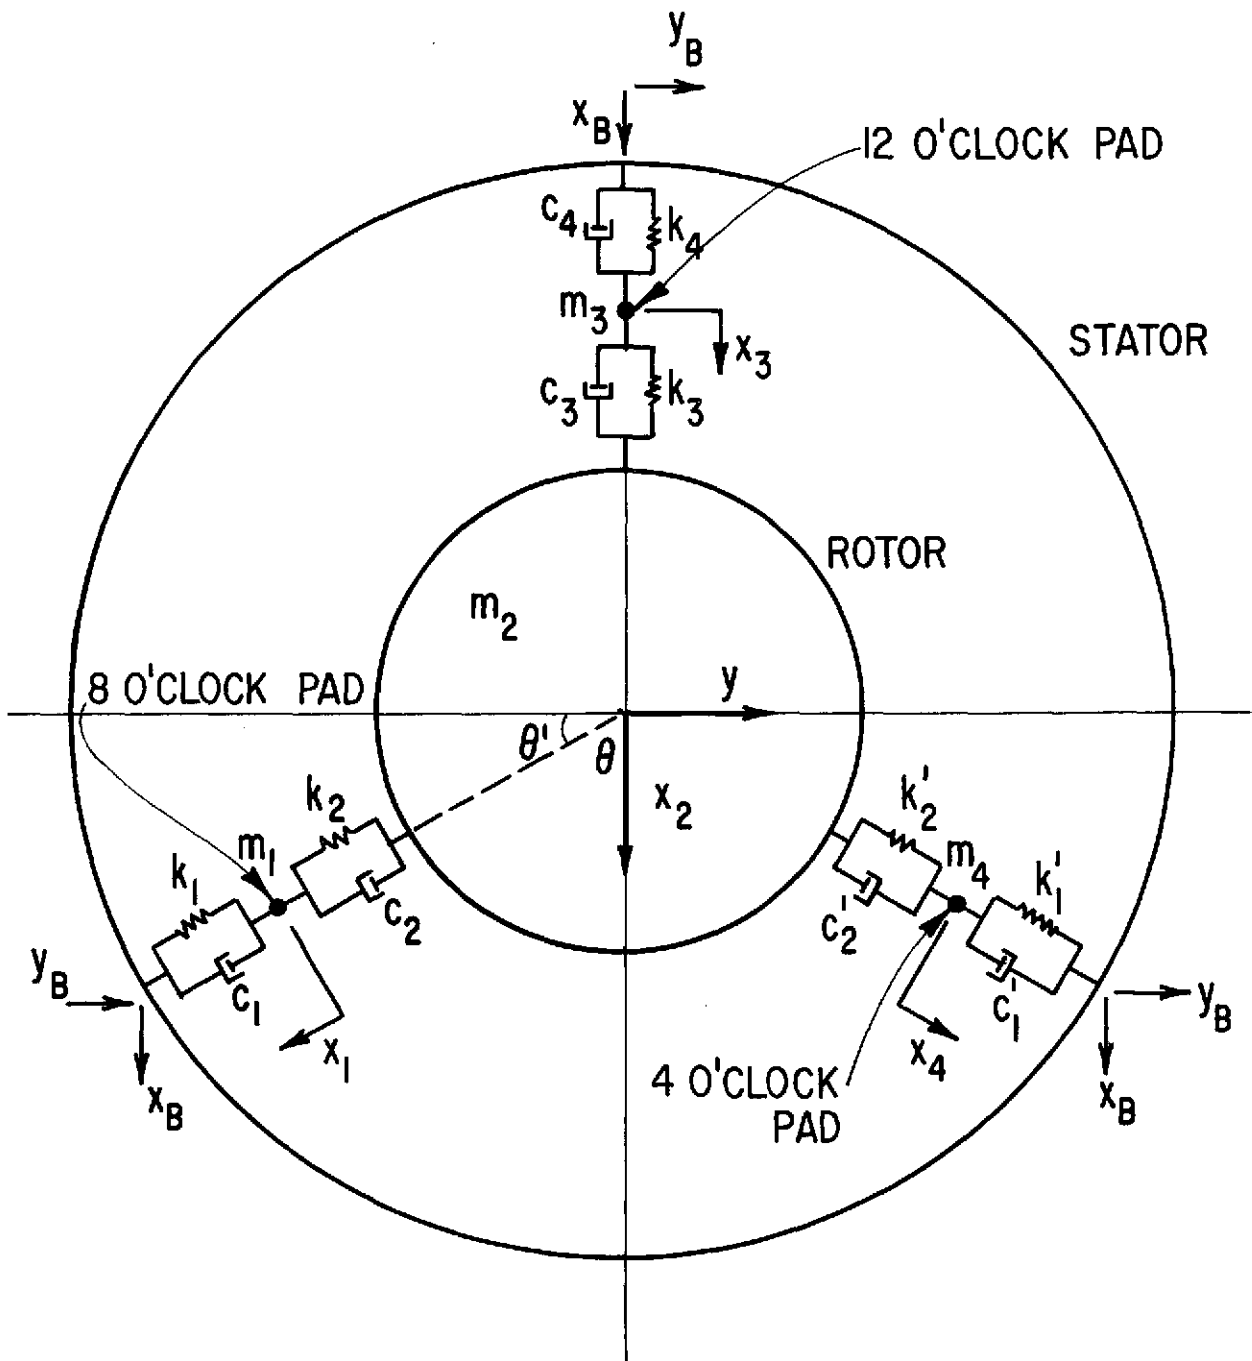 y_B
x_B
12 O'CLOCK PAD
c_4
k_4
m_3
x_3
STATOR
c_3
k_3
ROTOR
m_2
8 O'CLOCK PAD
y
θ'
θ
x_2
k_2
m_1
k_1
c_2
c_1
x_1
y_B
x_B
k'_2
m_4
k'_1
c'_2
c'_1
x_4
y_B
x_B
4 O'CLOCK
PAD